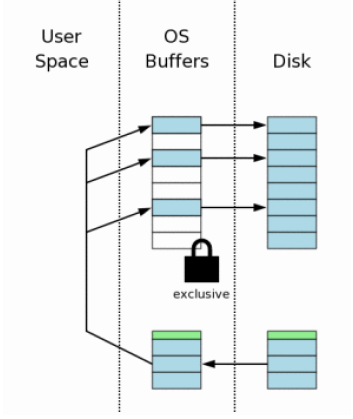 User
Space
OS
Buffers
Disk
exclusive